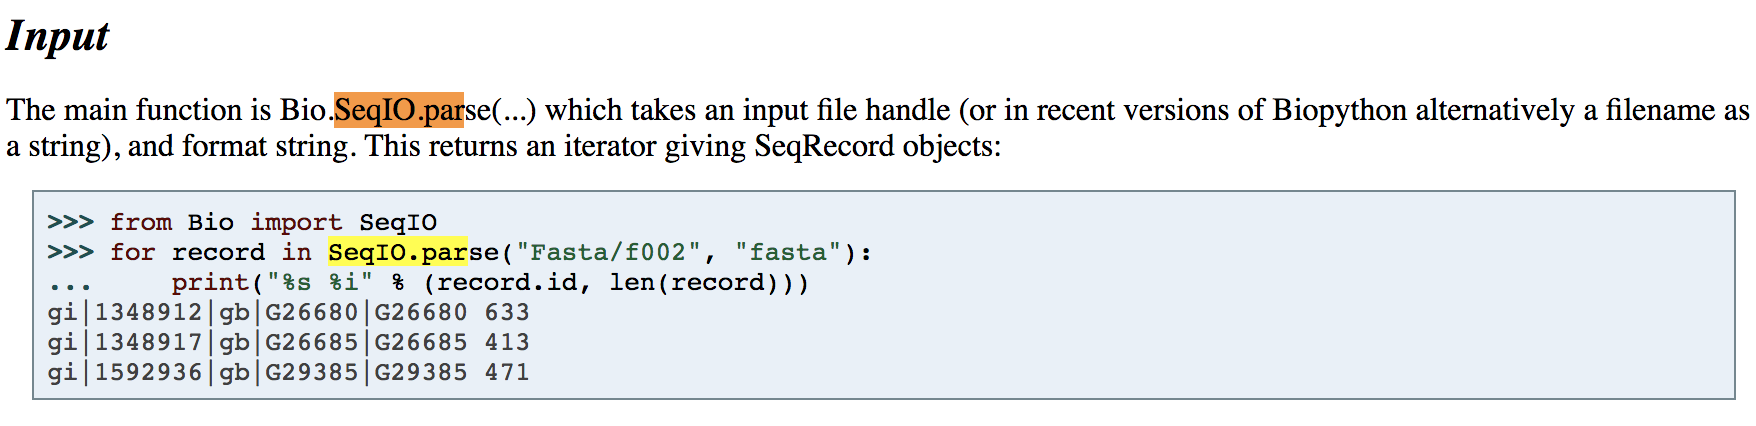 Input
The main function is Bio.SeqIO.parse(...) which takes an input file handle (or in recent versions of Biopython alternatively a filename as
a string), and format string. This returns an iterator giving SeqRecord objects:
>>> from Bio import SeqIO
>>> for record in SeqIO.parse("Fasta/f002", "fasta"):
...     print("%s %i" % (record.id, len(record)))
gi|1348912|gb|G26680|G26680 633
gi|1348917|gb|G26685|G26685 413
gi|1592936|gb|G29385|G29385 471